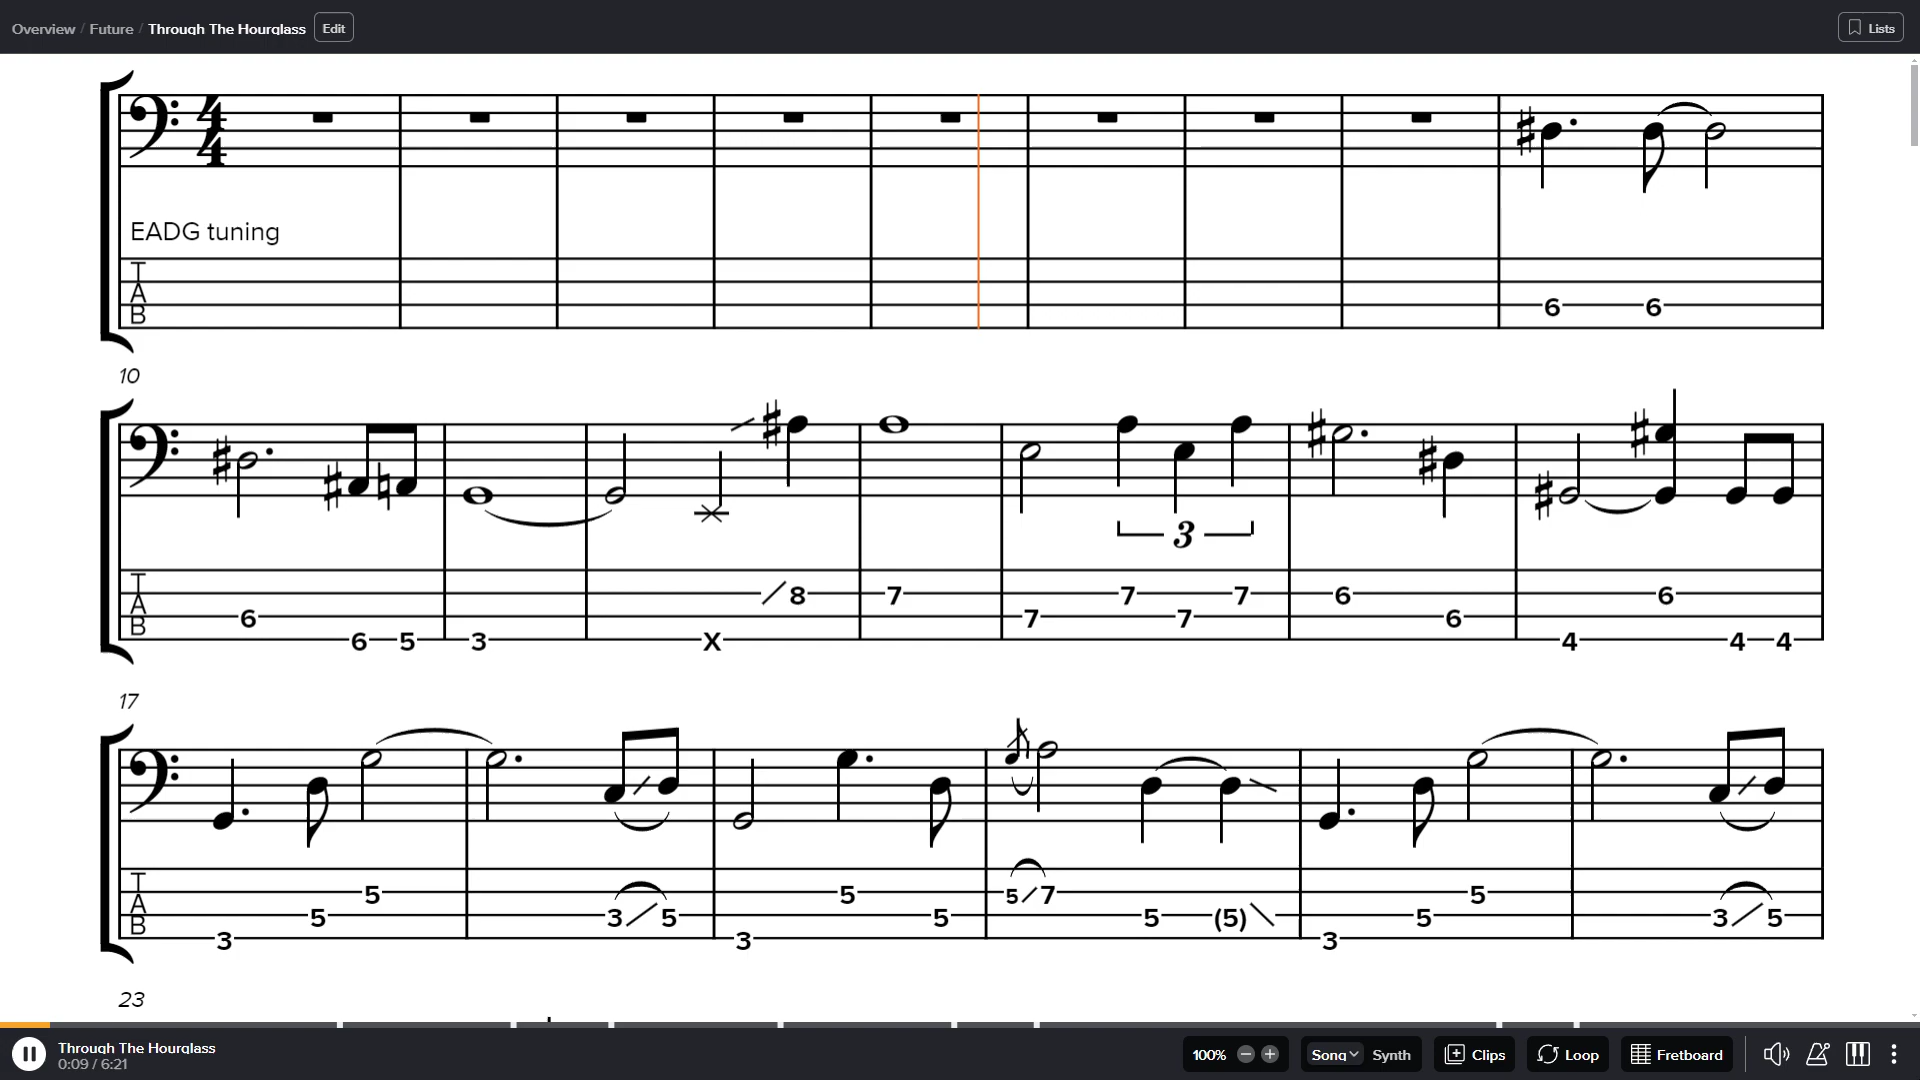 Overview / Future / Through The Hourglass Edit Lists
4
4
EADG tuning
T
A
B
6 6
10
3
T
A
B
6 6 5 3 X 8 7 7 7 7 7 6 6 4 6 4 4
17
T
A
B
3 5 5 3 5 3 5 5 5 7 5 (5) 3 5 5 3 5
23
Through The Hourglass
0:09 / 6:21
100% Song Synth Clips Loop Fretboard